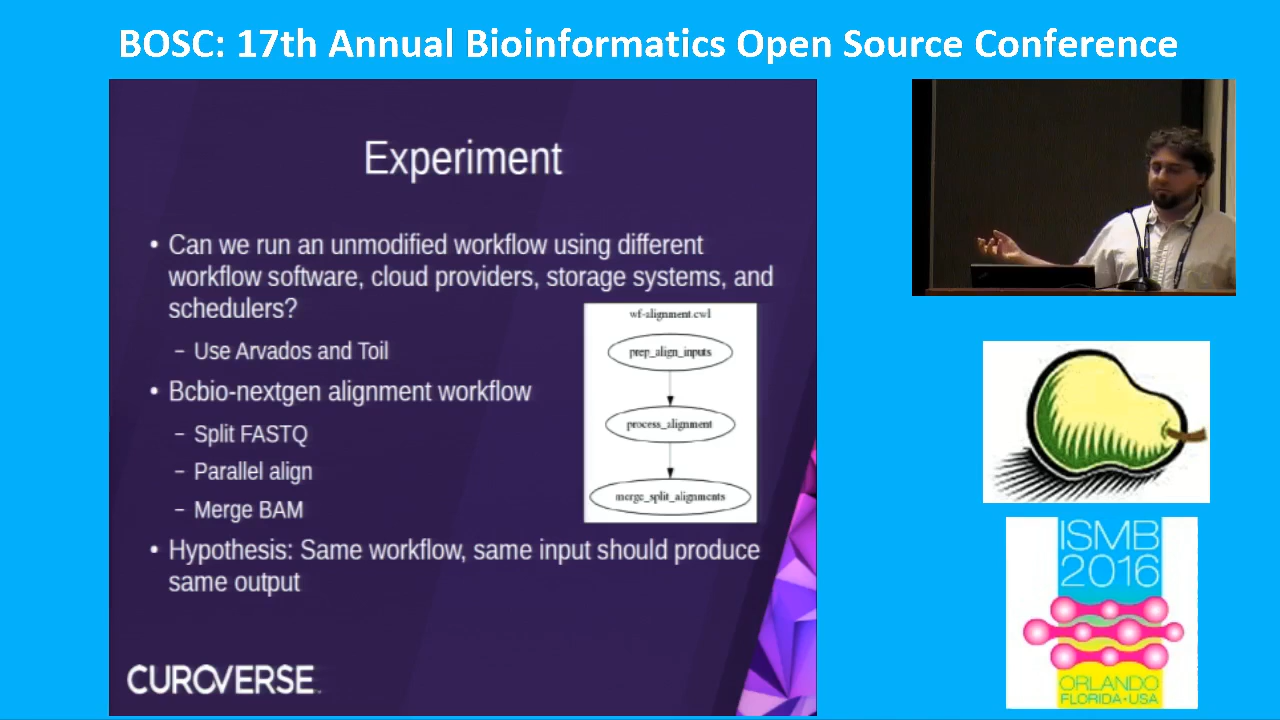 BOSC: 17th Annual Bioinformatics Open Source Conference
Experiment
• Can we run an unmodified workflow using different
workflow software, cloud providers, storage systems, and
schedulers?
– Use Arvados and Toil
• Bcbio-nextgen alignment workflow
– Split FASTQ
– Parallel align
– Merge BAM
• Hypothesis: Same workflow, same input should produce
same output
wf-alignment.cwl
prep_align_inputs
process_alignment
merge_split_alignments
CUROVERSE
ISMB
2016
ORLANDO
FLORIDA•USA